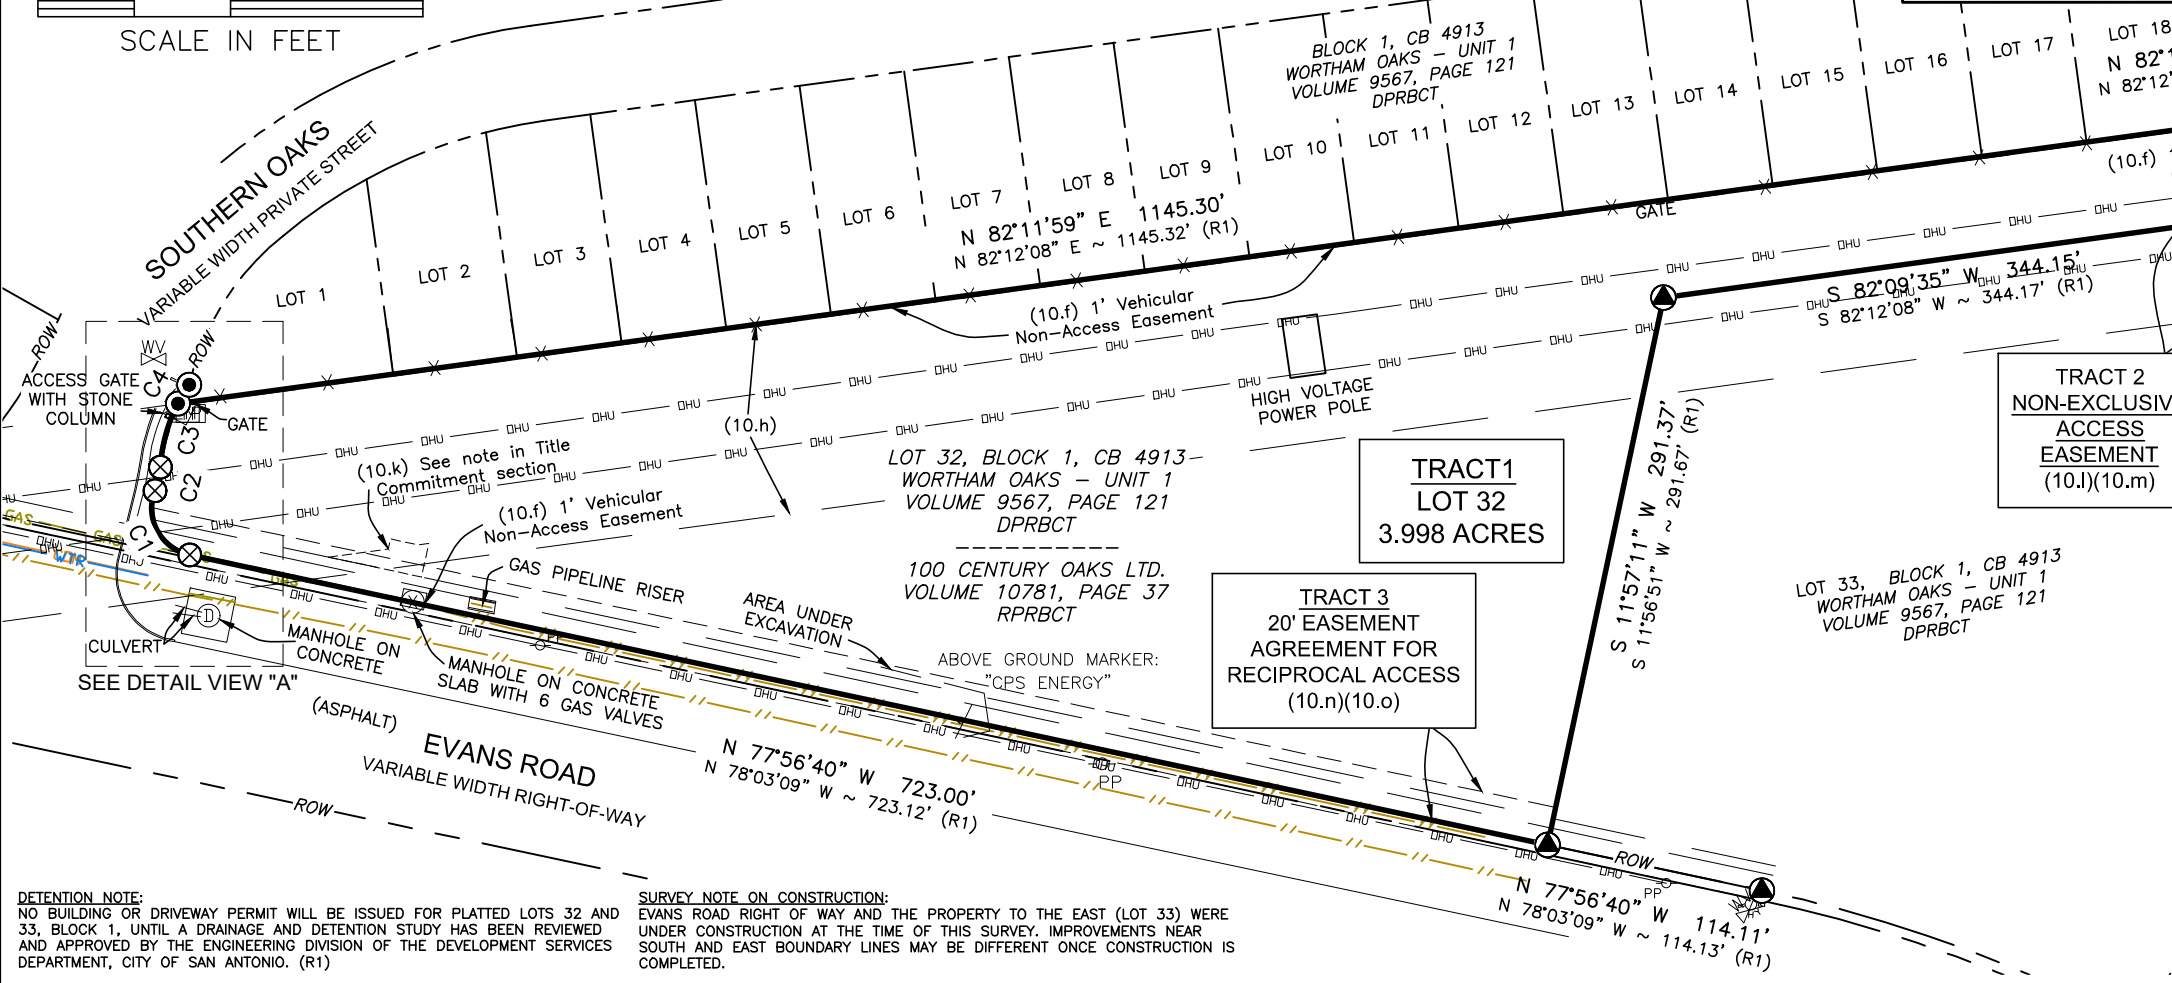 SCALE IN FEET
SOUTHERN OAKS
VARIABLE WIDTH PRIVATE STREET
BLOCK 1, CB 4913
WORTHAM OAKS – UNIT 1
VOLUME 9567, PAGE 121
DPRBCT
LOT 1
LOT 2
LOT 3
LOT 4
LOT 5
LOT 6
LOT 7
LOT 8
LOT 9
LOT 10
LOT 11
LOT 12
LOT 13
LOT 14
LOT 15
LOT 16
LOT 17
LOT 18
N 82°1
N 82°12'
(10.f)
N 82°11'59" E 1145.30'
N 82°12'08" E ~ 1145.32' (R1)
GATE
(10.f) 1' Vehicular
Non-Access Easement
S 82°09'35" W 344.15'
S 82°12'08" W ~ 344.17' (R1)
ROW
ROW
WV
ACCESS GATE
WITH STONE
COLUMN
GATE
C4
C3
C2
C1
(10.h)
HIGH VOLTAGE
POWER POLE
(10.k) See note in Title
Commitment section
(10.f) 1' Vehicular
Non-Access Easement
LOT 32, BLOCK 1, CB 4913
WORTHAM OAKS – UNIT 1
VOLUME 9567, PAGE 121
DPRBCT
100 CENTURY OAKS LTD.
VOLUME 10781, PAGE 37
RPRBCT
TRACT1
LOT 32
3.998 ACRES
S 11°57'11" W 291.37'
S 11°56'51" W ~ 291.67' (R1)
TRACT 2
NON-EXCLUSIV
ACCESS
EASEMENT
(10.l)(10.m)
LOT 33, BLOCK 1, CB 4913
WORTHAM OAKS – UNIT 1
VOLUME 9567, PAGE 121
DPRBCT
TRACT 3
20' EASEMENT
AGREEMENT FOR
RECIPROCAL ACCESS
(10.n)(10.o)
GAS
GAS
GAS
WTR
OHU
GAS PIPELINE RISER
AREA UNDER
EXCAVATION
ABOVE GROUND MARKER:
"CPS ENERGY"
CULVERT
D
MANHOLE ON
CONCRETE
MANHOLE ON CONCRETE
SLAB WITH 6 GAS VALVES
SEE DETAIL VIEW "A"
(ASPHALT)
EVANS ROAD
VARIABLE WIDTH RIGHT-OF-WAY
ROW
PP
PP
PP
N 77°56'40" W 723.00'
N 78°03'09" W ~ 723.12' (R1)
ROW
N 77°56'40" W 114.11'
N 78°03'09" W ~ 114.13' (R1)
DETENTION NOTE:
NO BUILDING OR DRIVEWAY PERMIT WILL BE ISSUED FOR PLATTED LOTS 32 AND
33, BLOCK 1, UNTIL A DRAINAGE AND DETENTION STUDY HAS BEEN REVIEWED
AND APPROVED BY THE ENGINEERING DIVISION OF THE DEVELOPMENT SERVICES
DEPARTMENT, CITY OF SAN ANTONIO. (R1)
SURVEY NOTE ON CONSTRUCTION:
EVANS ROAD RIGHT OF WAY AND THE PROPERTY TO THE EAST (LOT 33) WERE
UNDER CONSTRUCTION AT THE TIME OF THIS SURVEY. IMPROVEMENTS NEAR
SOUTH AND EAST BOUNDARY LINES MAY BE DIFFERENT ONCE CONSTRUCTION IS
COMPLETED.